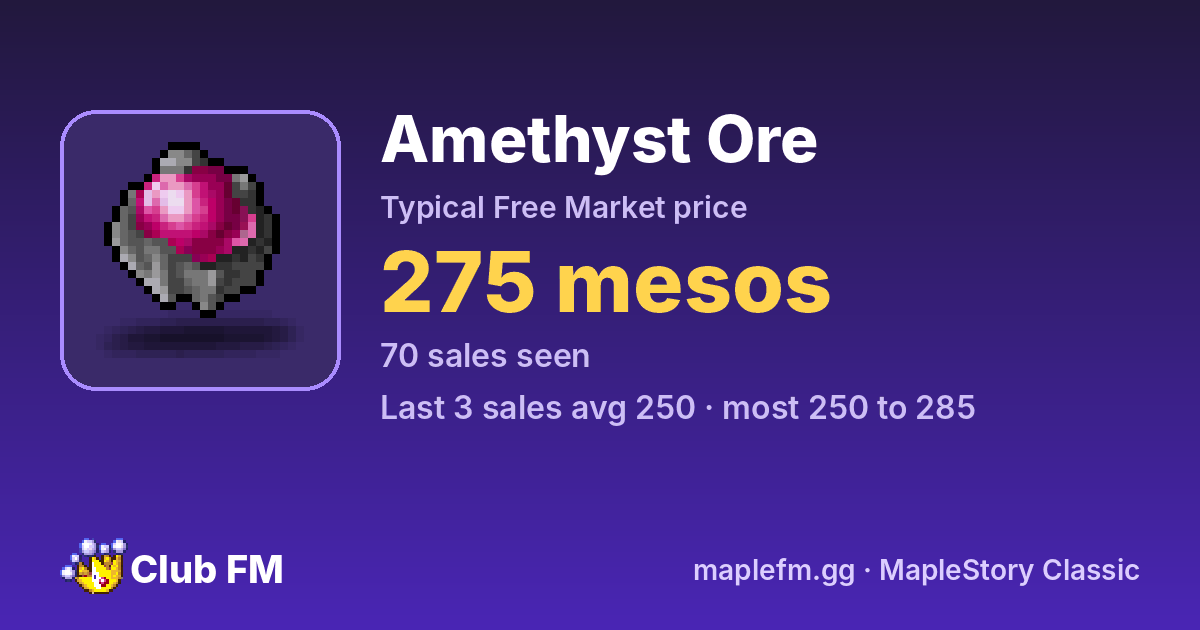 Amethyst Ore
Typical Free Market price
275 mesos
70 sales seen
Last 3 sales avg 250 · most 250 to 285
Club FM
maplefm.gg · MapleStory Classic